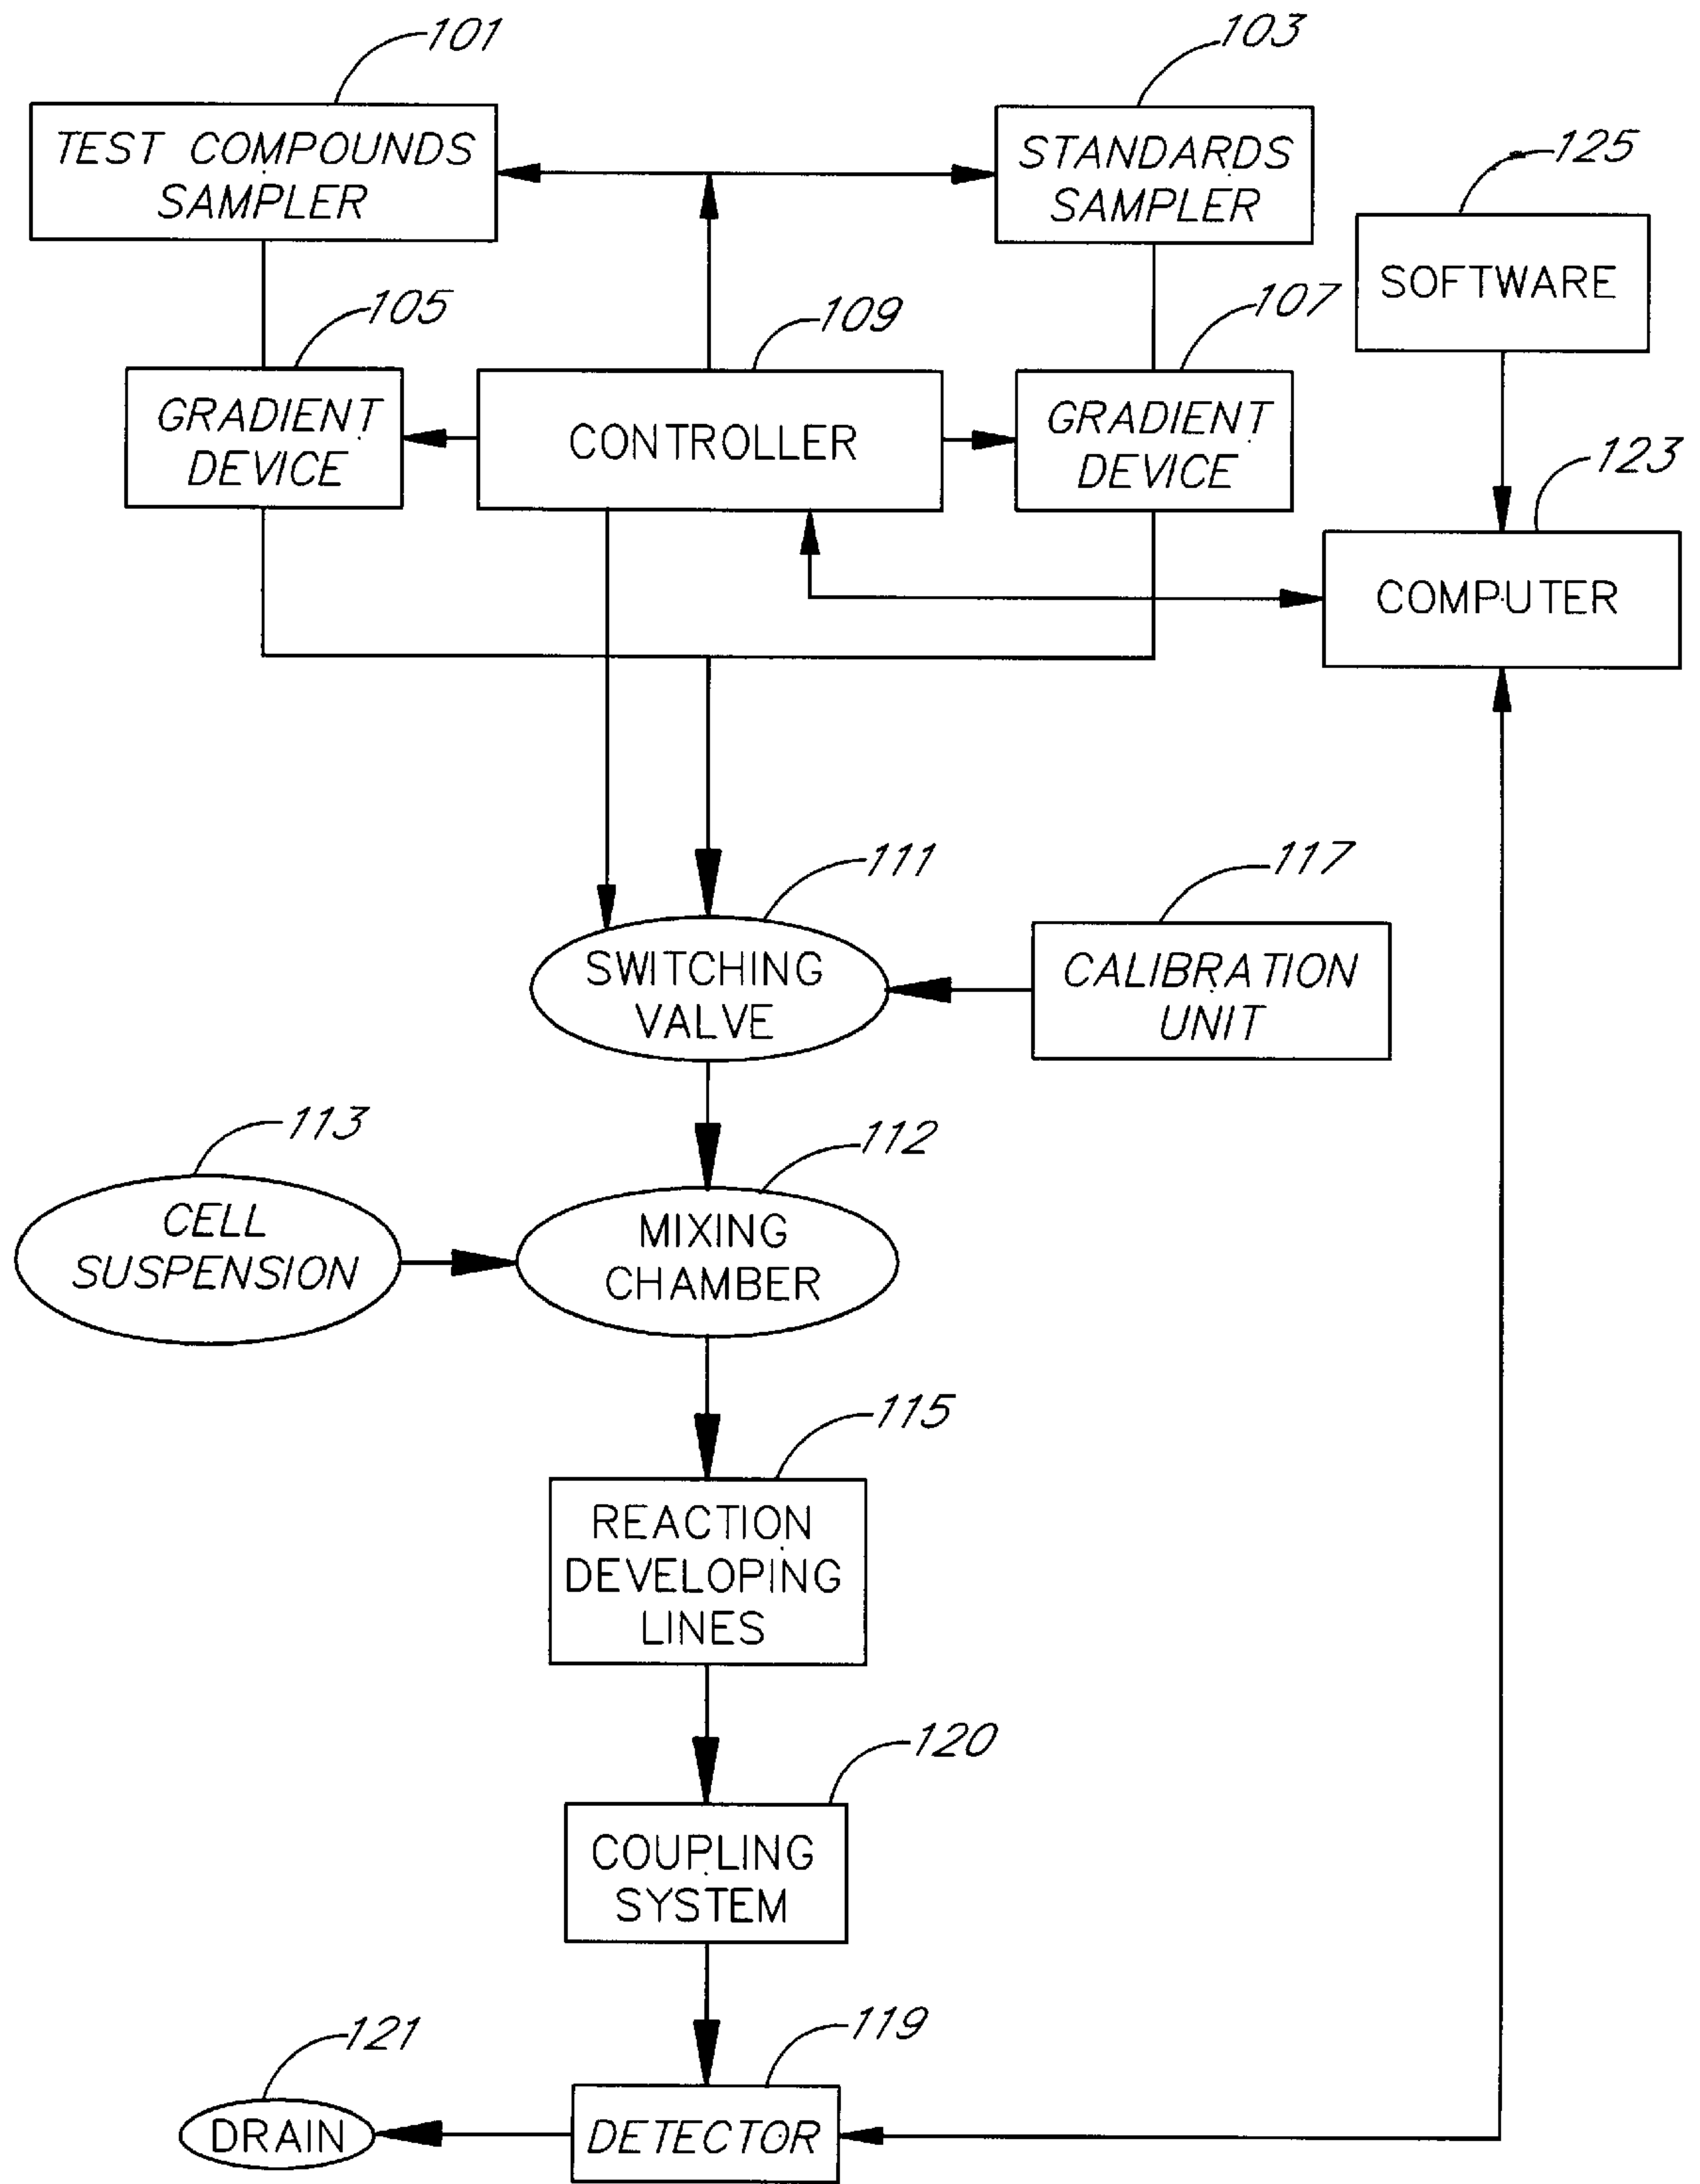 101
103
TEST COMPOUNDS
SAMPLER
STANDARDS
SAMPLER
125
SOFTWARE
105
109
107
GRADIENT
DEVICE
CONTROLLER
GRADIENT
DEVICE
123
COMPUTER
111
117
SWITCHING
VALVE
CALIBRATION
UNIT
113
112
CELL
SUSPENSION
MIXING
CHAMBER
115
REACTION
DEVELOPING
LINES
120
COUPLING
SYSTEM
121
119
DRAIN
DETECTOR